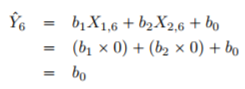 Ŷ₆ = b₁X₁,₆ + b₂X₂,₆ + b₀
= (b₁ × 0) + (b₂ × 0) + b₀
= b₀